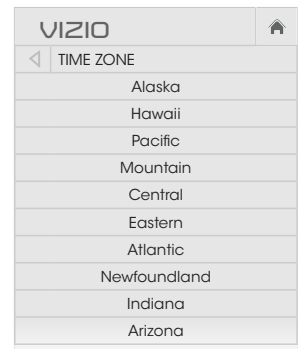 VIZIO
TIME ZONE
Alaska
Hawaii
Pacific
Mountain
Central
Eastern
Atlantic
Newfoundland
Indiana
Arizona